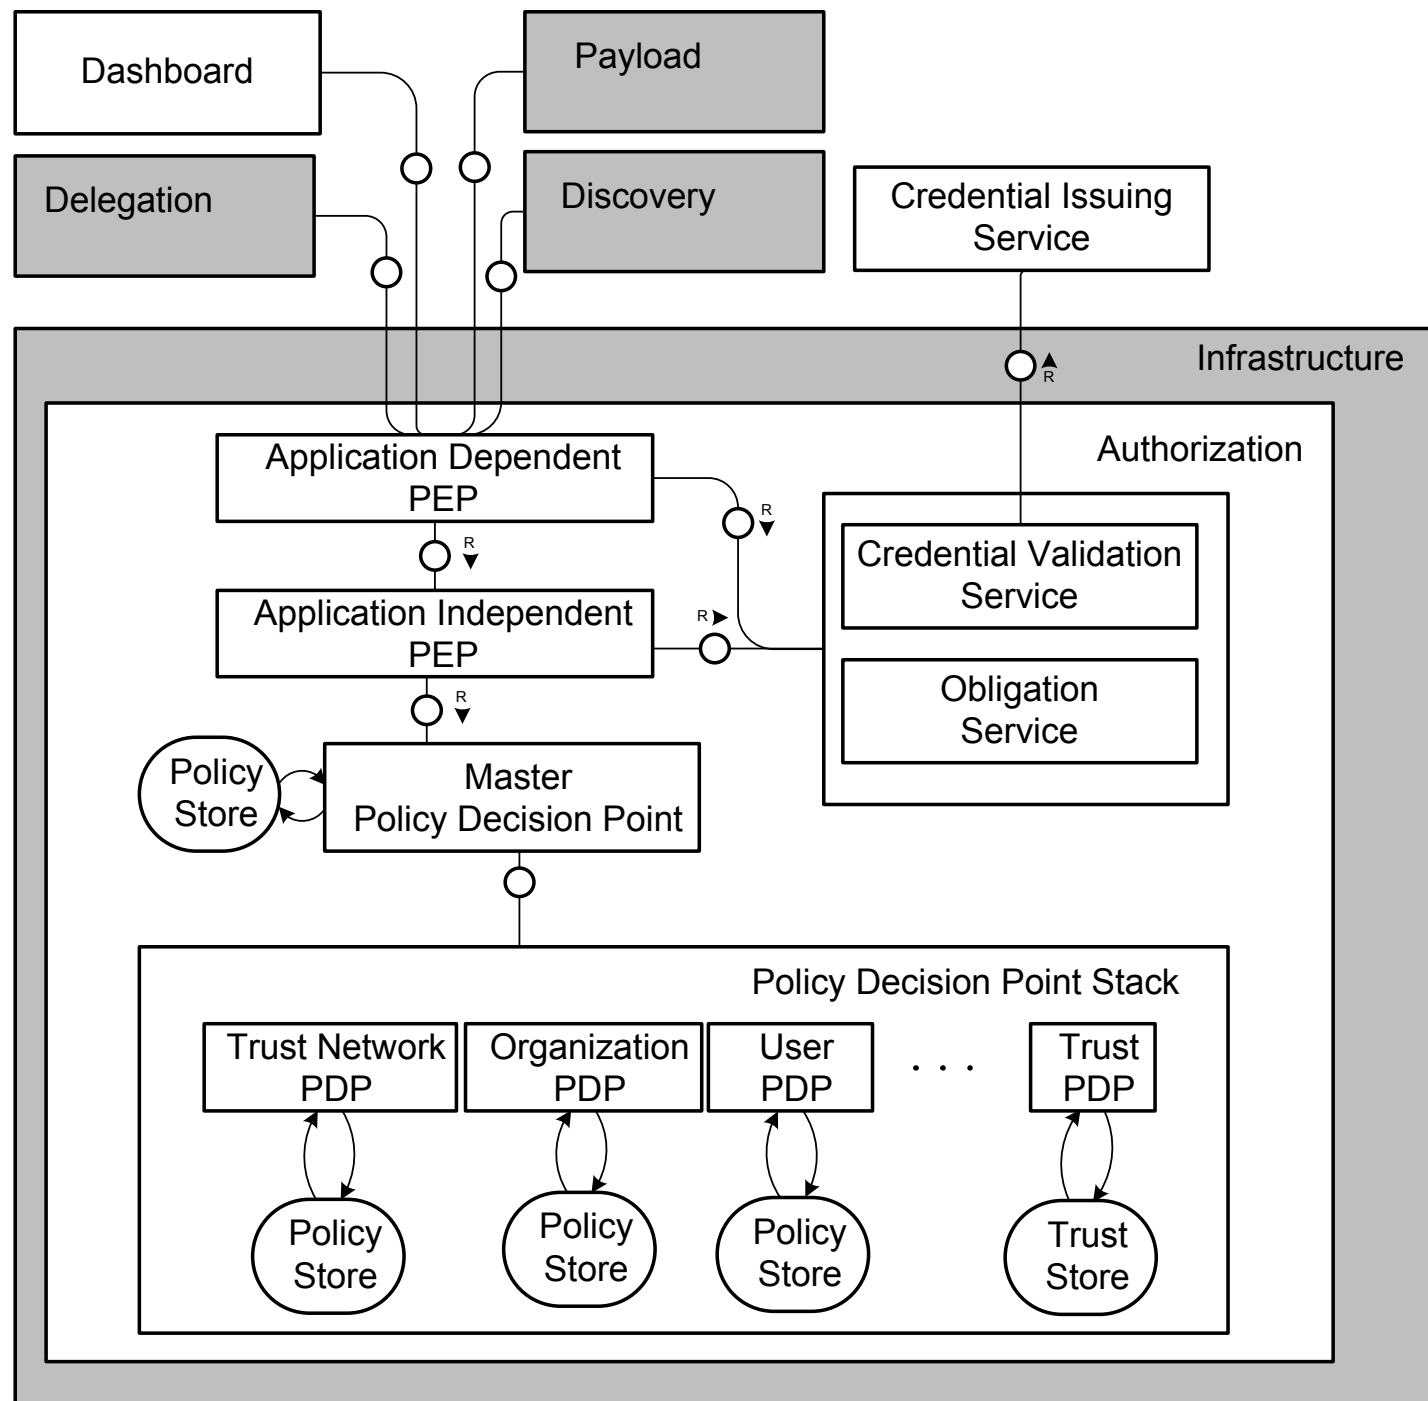 Dashboard
Payload
Delegation
Discovery
Credential Issuing
Service
Infrastructure
R
Authorization
Application Dependent
PEP
R
R
Credential Validation
Service
Application Independent
PEP
R
Obligation
Service
R
Policy
Store
Master
Policy Decision Point
Policy Decision Point Stack
Trust Network
PDP
Organization
PDP
User
PDP
. . .
Trust
PDP
Policy
Store
Policy
Store
Policy
Store
Trust
Store